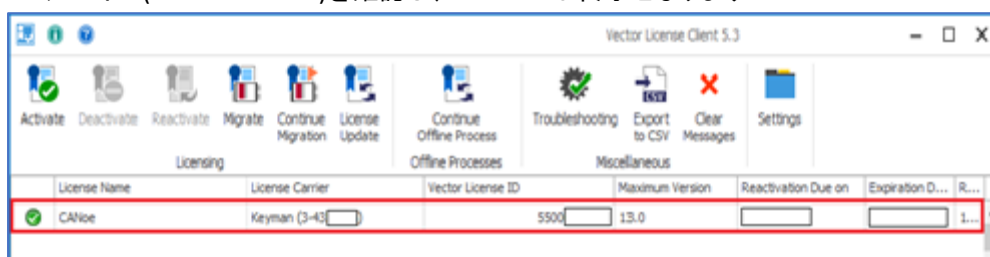 Vector License Client 5.3
Activate Deactivate Reactivate Migrate Continue Migration License Update Continue Offline Process Troubleshooting Export to CSV Clear Messages Settings
Licensing Offline Processes Miscellaneous
License Name License Carrier Vector License ID Maximum Version Reactivation Due on Expiration D... R...
CANoe Keyman (3-43 ) 5500 13.0 1...